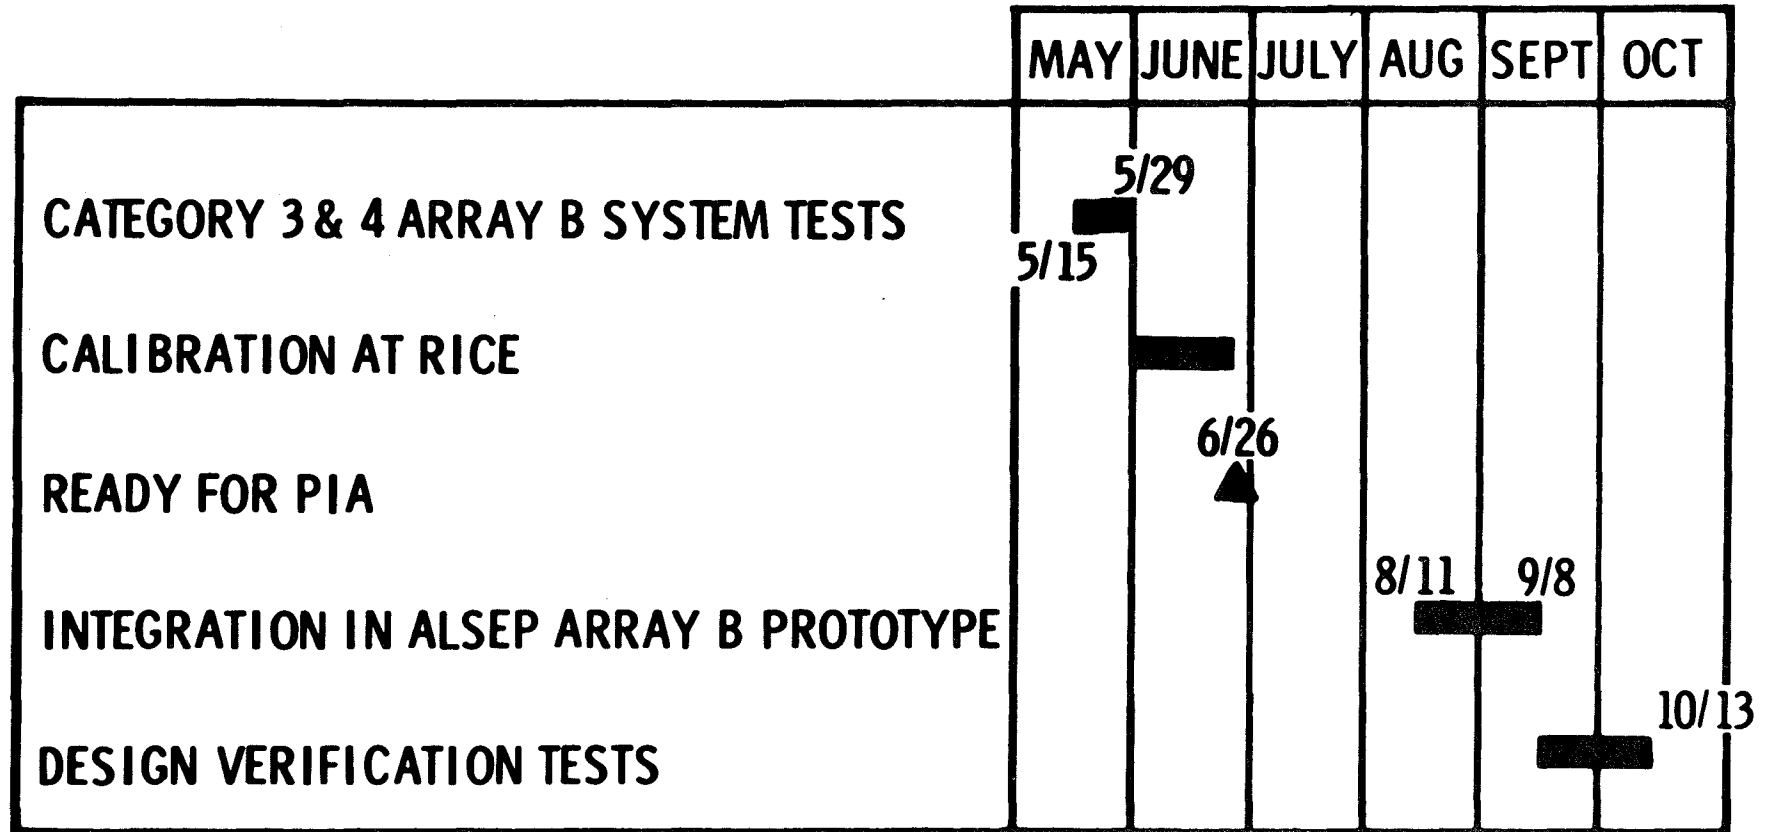 MAY JUNE JULY AUG SEPT OCT
5/29
CATEGORY 3 & 4 ARRAY B SYSTEM TESTS
5/15
CALIBRATION AT RICE
6/26
READY FOR PIA
8/11 9/8
INTEGRATION IN ALSEP ARRAY B PROTOTYPE
10/13
DESIGN VERIFICATION TESTS